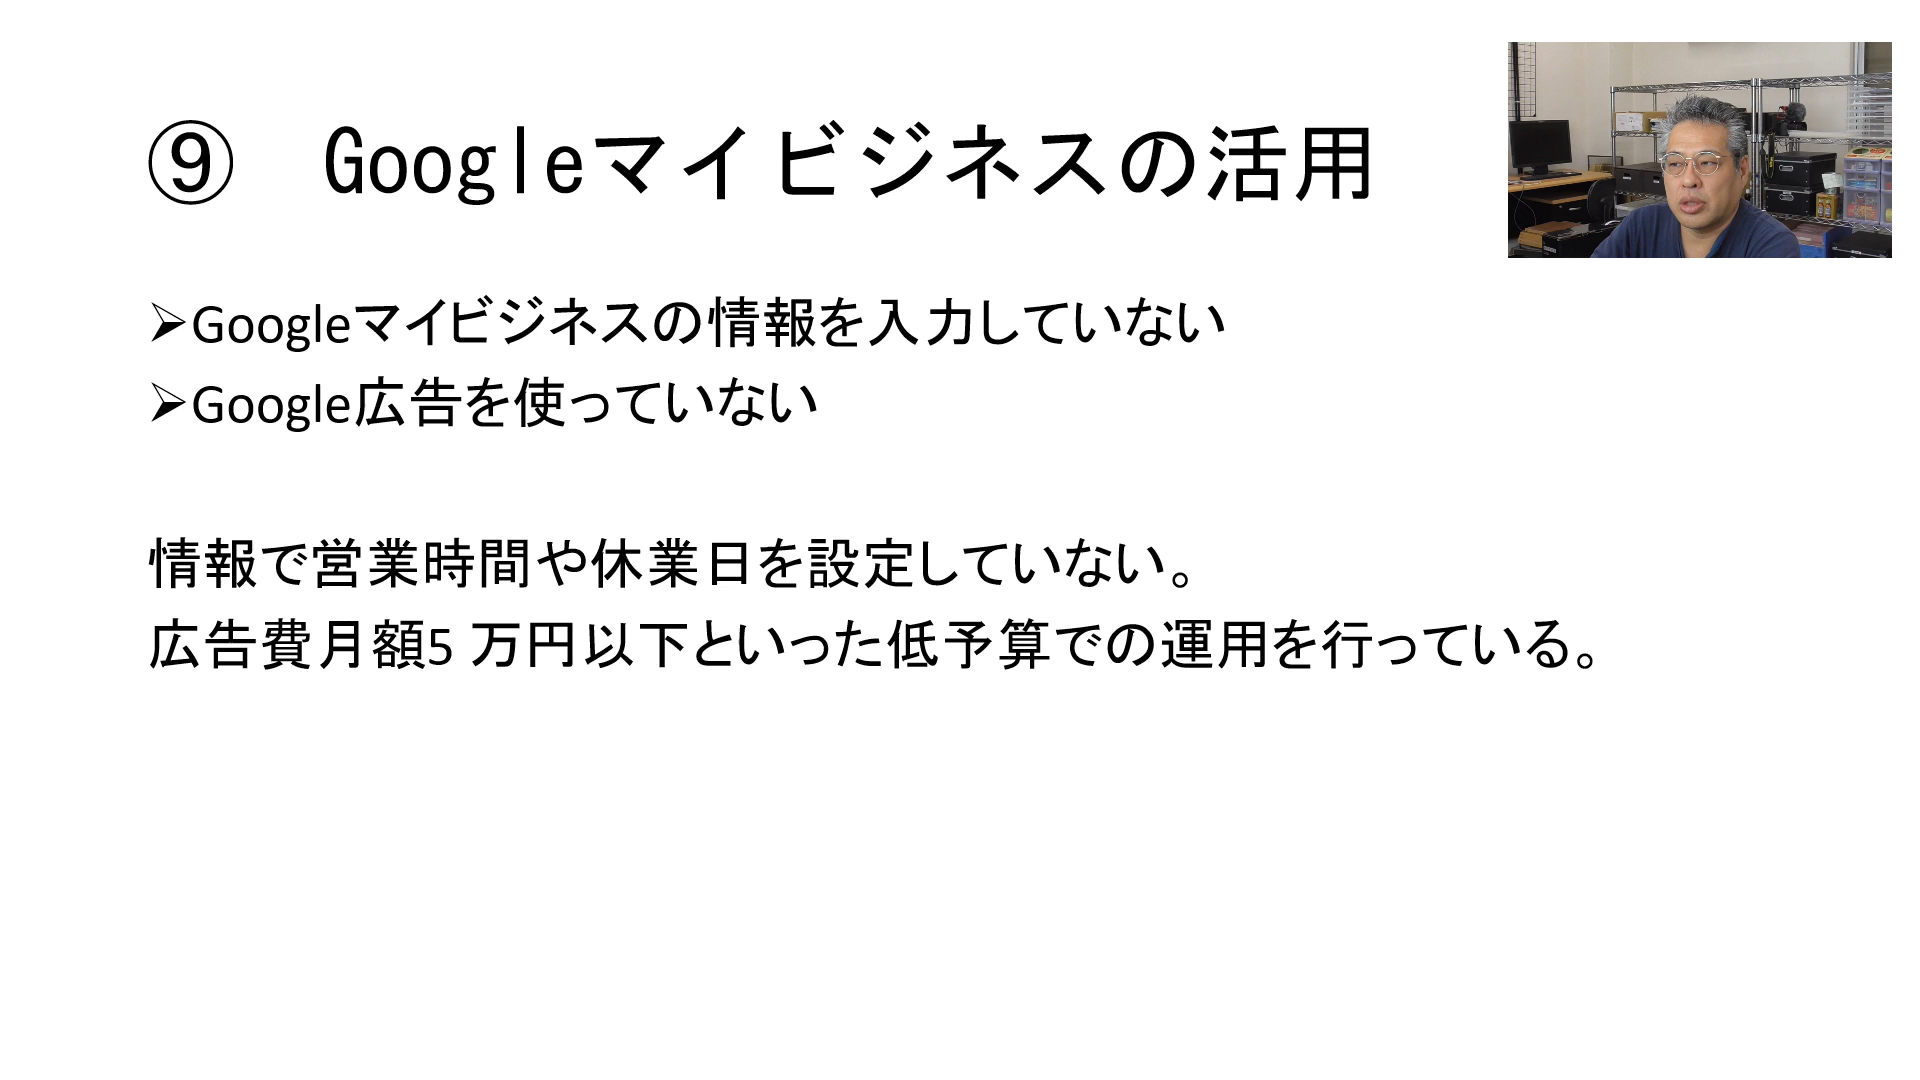 ⑨　Googleマイビジネスの活用
➢Googleマイビジネスの情報を入力していない
➢Google広告を使っていない
情報で営業時間や休業日を設定していない。
広告費月額5 万円以下といった低予算での運用を行っている。